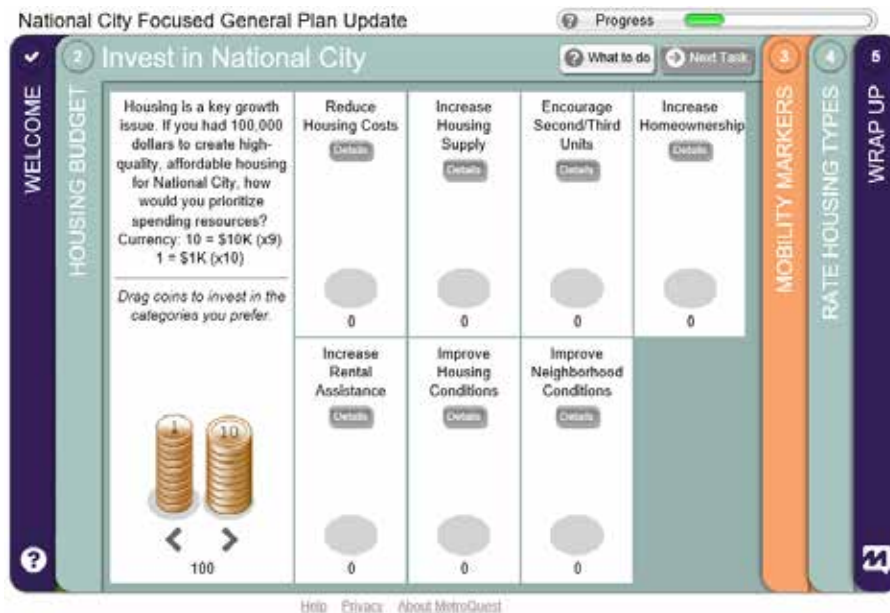 National City Focused General Plan Update
? Progress
WELCOME
?
2
HOUSING BUDGET
Invest in National City
? What to do
Next Task
Housing is a key growth
issue. If you had 100,000
dollars to create high-
quality, affordable housing
for National City, how
would you prioritize
spending resources?
Currency: 10 = $10K (x9)
1 = $1K (x10)
Drag coins to invest in the
categories you prefer.
1
10
100
Reduce
Housing Costs
Details
0
Increase
Housing
Supply
Details
0
Encourage
Second/Third
Units
Details
0
Increase
Homeownership
Details
0
Increase
Rental
Assistance
Details
0
Improve
Housing
Conditions
Details
0
Improve
Neighborhood
Conditions
Details
0
3
MOBILITY MARKERS
4
RATE HOUSING TYPES
5
WRAP UP
Help Privacy About MetroQuest